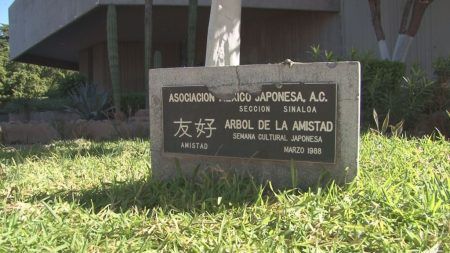 ASOCIACION MEXICO JAPONESA, A.C.
SECCION SINALOA
友好 ARBOL DE LA AMISTAD
AMISTAD SEMANA CULTURAL JAPONESA
MARZO 1988